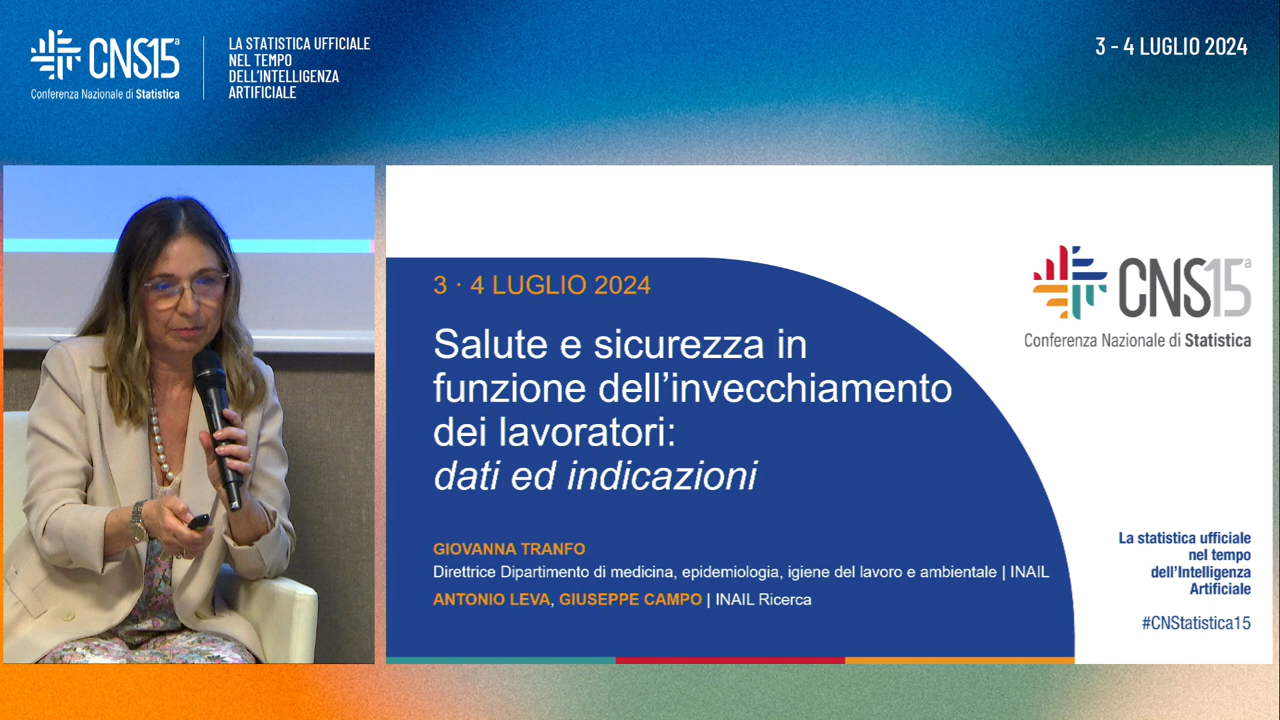 CNS15ª
Conferenza Nazionale di Statistica
LA STATISTICA UFFICIALE
NEL TEMPO
DELL'INTELLIGENZA
ARTIFICIALE
3 - 4 LUGLIO 2024
3 · 4 LUGLIO 2024
Salute e sicurezza in
funzione dell'invecchiamento
dei lavoratori:
dati ed indicazioni
GIOVANNA TRANFO
Direttrice Dipartimento di medicina, epidemiologia, igiene del lavoro e ambientale | INAIL
ANTONIO LEVA, GIUSEPPE CAMPO | INAIL Ricerca
CNS15ª
Conferenza Nazionale di Statistica
La statistica ufficiale
nel tempo
dell'Intelligenza
Artificiale
#CNStatistica15